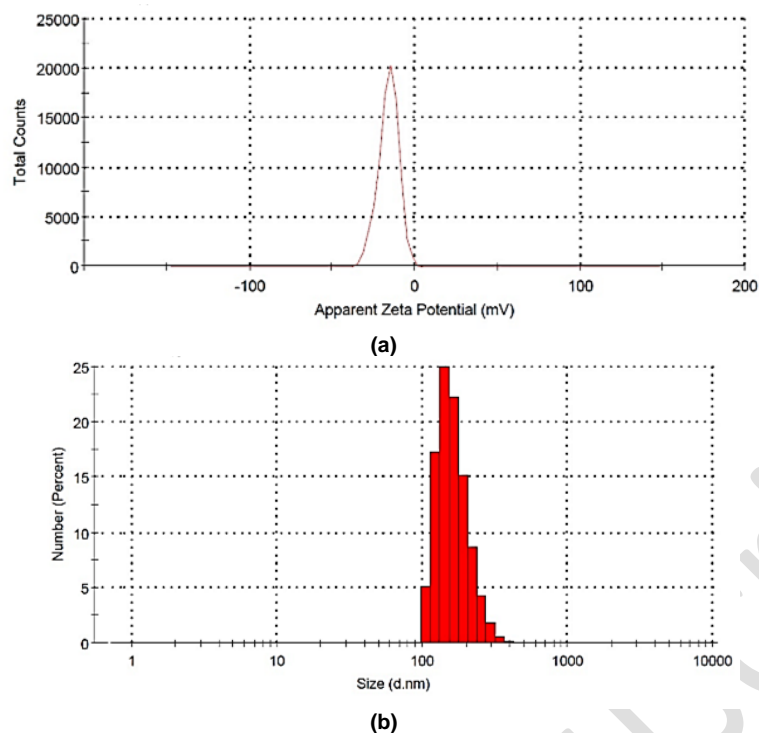 25000
20000
15000
10000
5000
0
Total Counts
-100 0 100 200
Apparent Zeta Potential (mV)
(a)
25
20
15
10
5
0
Number (Percent)
1 10 100 1000 10000
Size (d.nm)
(b)